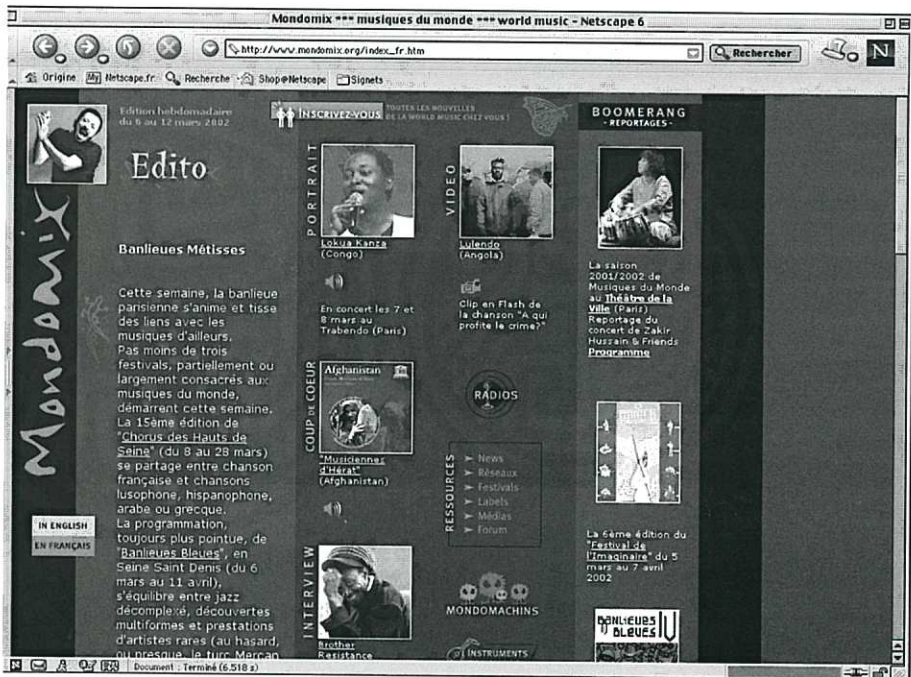 Mondomix *** musiques du monde *** world music - Netscape 6
http://www.mondomix.org/index_fr.htm
Rechercher
N
Origine
My Netscape.fr
Recherche
Shop@Netscape
Signets
Mondomix
IN ENGLISH
EN FRANÇAIS
Edition hebdomadaire
du 6 au 12 mars 2002
Edito
Banlieues Métisses
Cette semaine, la banlieue
parisienne s'anime et tisse
des liens avec les
musiques d'ailleurs.
Pas moins de trois
festivals, partiellement ou
largement consacrés aux
musiques du monde,
démarrent cette semaine.
La 15ème édition de
"Chorus des Hauts de
Seine" (du 8 au 28 mars)
se partage entre chanson
française et chansons
lusophone, hispanophone,
arabe ou grecque.
La programmation,
toujours plus pointue, de
"Banlieues Bleues", en
Seine Saint Denis (du 6
mars au 11 avril),
s'équilibre entre jazz
décomplexé, découvertes
multiformes et prestations
d'artistes rares (au hasard,
ou presque, le turc Mercan
INSCRIVEZ-VOUS
TOUTES LES NOUVELLES
DE LA WORLD MUSIC CHEZ VOUS !
PORTRAIT
Lokua Kanza
(Congo)
En concert les 7 et
8 mars au
Trabendo (Paris)
COUP DE COEUR
Afghanistan
"Musiciennes
d'Hérat"
(Afghanistan)
INTERVIEW
Brother
Resistance
VIDEO
Lulendo
(Angola)
Clip en Flash de
la chanson "A qui
profite le crime?"
RADIOS
RESSOURCES
News
Réseaux
Festivals
Labels
Médias
Forum
MONDOMACHINS
INSTRUMENTS
BOOMERANG
- REPORTAGES -
La saison
2001/2002 de
Musiques du Monde
au Théâtre de la
Ville (Paris)
Reportage du
concert de Zakir
Hussain & Friends
Programme
La 6ème édition du
"Festival de
l'Imaginaire" du 5
mars au 7 avril
2002
BANLIEUES
BLEUES
Document : Terminé (6.518 s)